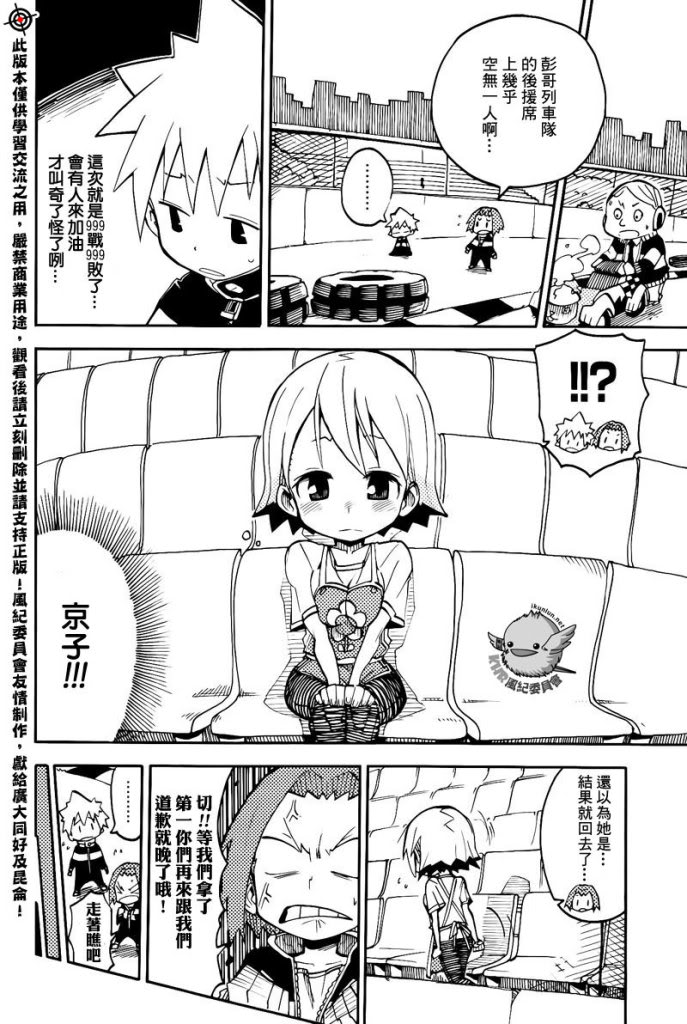 彭哥列車隊
的後援席
上幾乎
空無一人啊…
……
這次就是999戰999敗了…
會有人來加油
才叫奇了怪了咧…
!!?
京子!!!
ikunlun.net
KHR風紀委員會
還以為她是…
結果就回去了…
切!!等我們拿了
第一你們再來跟我們
道歉就晚了哦!
……
走著瞧吧
此版本僅供學習交流之用，嚴禁商業用途，觀看後請立刻刪除並請支持正版！風紀委員會友情制作，獻給廣大同好及昆侖！